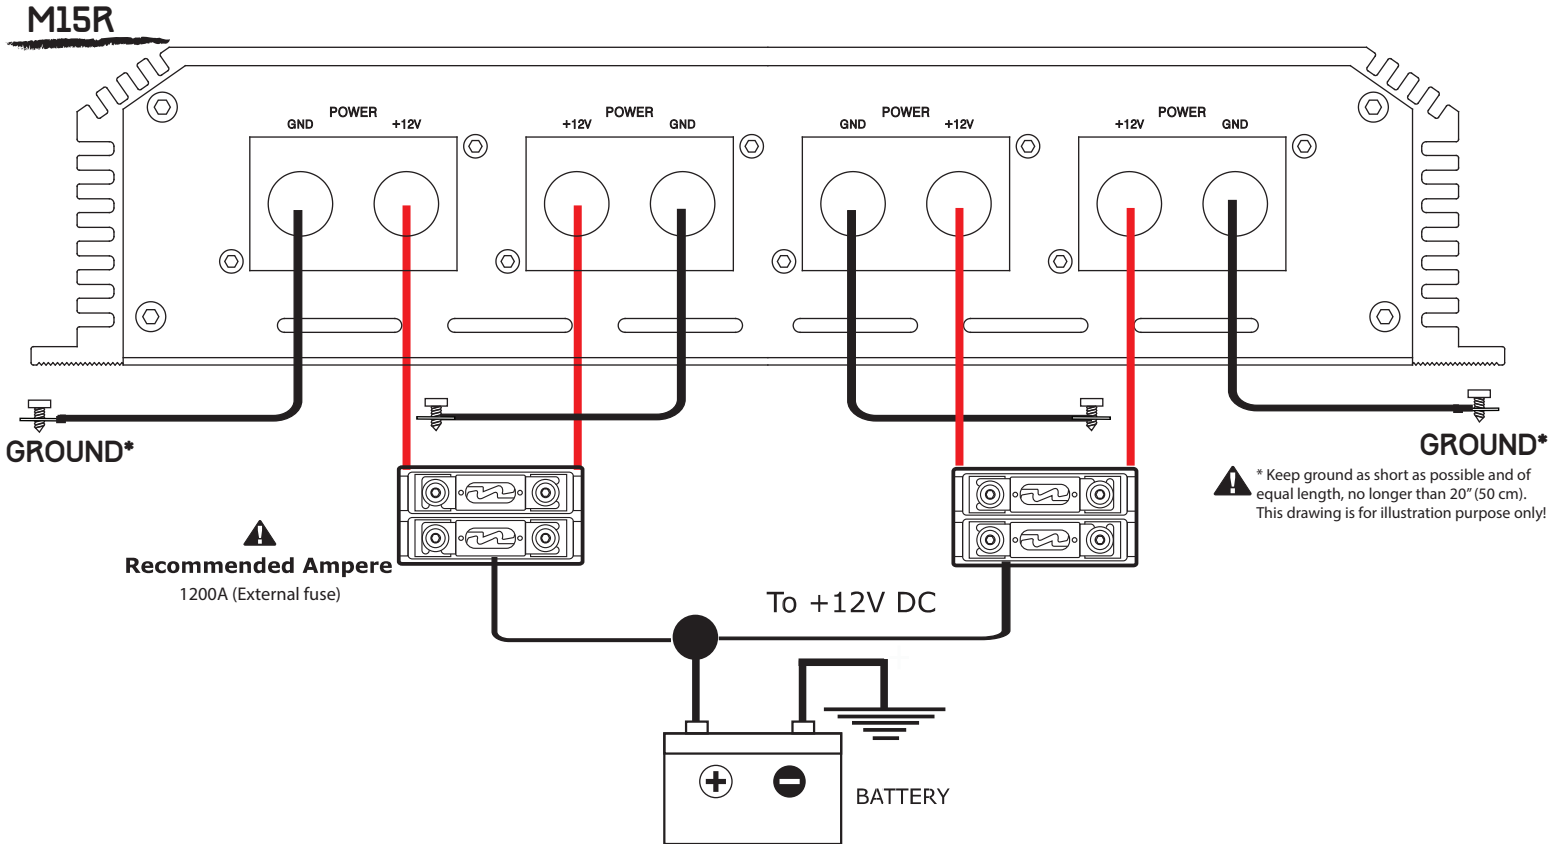 M15R
POWER
GND +12V
POWER
+12V GND
POWER
GND +12V
POWER
+12V GND
GROUND*
GROUND*
* Keep ground as short as possible and of
equal length, no longer than 20” (50 cm).
This drawing is for illustration purpose only!
Recommended Ampere
1200A (External fuse)
To +12V DC
BATTERY